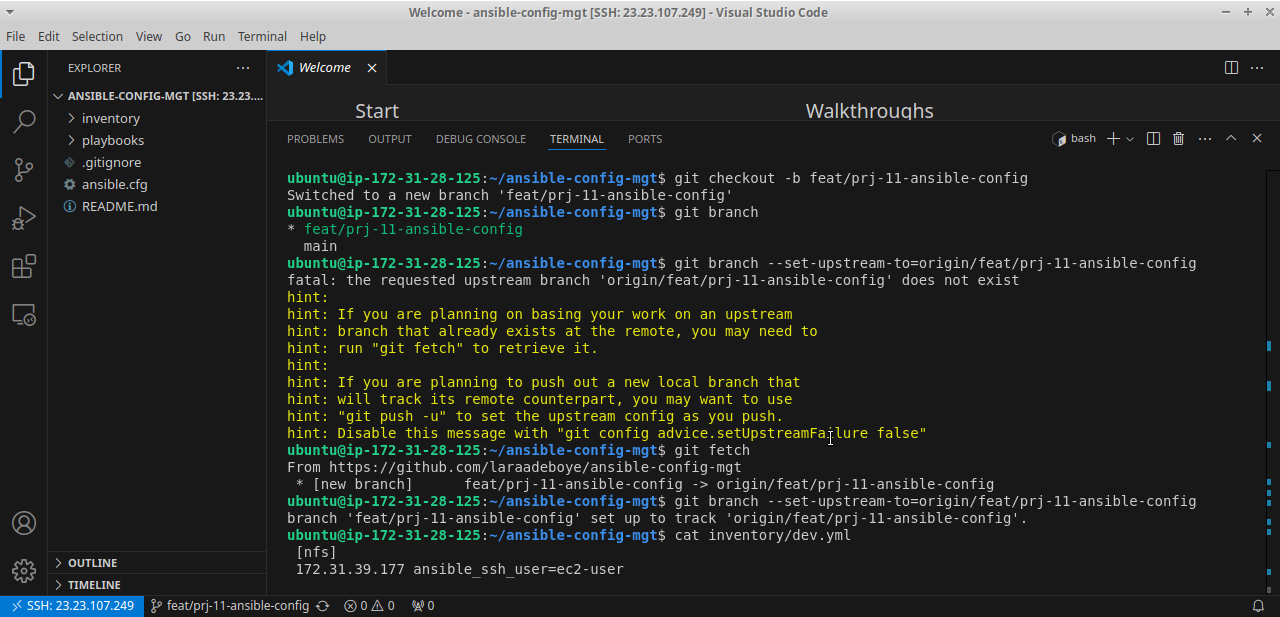 Welcome - ansible-config-mgt [SSH: 23.23.107.249] - Visual Studio Code
File Edit Selection View Go Run Terminal Help
EXPLORER
ANSIBLE-CONFIG-MGT [SSH: 23.23....
inventory
playbooks
.gitignore
ansible.cfg
README.md
OUTLINE
TIMELINE
Welcome
Start
Walkthroughs
PROBLEMS OUTPUT DEBUG CONSOLE TERMINAL PORTS
bash
ubuntu@ip-172-31-28-125:~/ansible-config-mgt$ git checkout -b feat/prj-11-ansible-config
Switched to a new branch 'feat/prj-11-ansible-config'
ubuntu@ip-172-31-28-125:~/ansible-config-mgt$ git branch
* feat/prj-11-ansible-config
main
ubuntu@ip-172-31-28-125:~/ansible-config-mgt$ git branch --set-upstream-to=origin/feat/prj-11-ansible-config
fatal: the requested upstream branch 'origin/feat/prj-11-ansible-config' does not exist
hint:
hint: If you are planning on basing your work on an upstream
hint: branch that already exists at the remote, you may need to
hint: run "git fetch" to retrieve it.
hint:
hint: If you are planning to push out a new local branch that
hint: will track its remote counterpart, you may want to use
hint: "git push -u" to set the upstream config as you push.
hint: Disable this message with "git config advice.setUpstreamFailure false"
ubuntu@ip-172-31-28-125:~/ansible-config-mgt$ git fetch
From https://github.com/laraadeboye/ansible-config-mgt
* [new branch]      feat/prj-11-ansible-config -> origin/feat/prj-11-ansible-config
ubuntu@ip-172-31-28-125:~/ansible-config-mgt$ git branch --set-upstream-to=origin/feat/prj-11-ansible-config
branch 'feat/prj-11-ansible-config' set up to track 'origin/feat/prj-11-ansible-config'.
ubuntu@ip-172-31-28-125:~/ansible-config-mgt$ cat inventory/dev.yml
[nfs]
172.31.39.177 ansible_ssh_user=ec2-user
SSH: 23.23.107.249 feat/prj-11-ansible-config 0 0 0